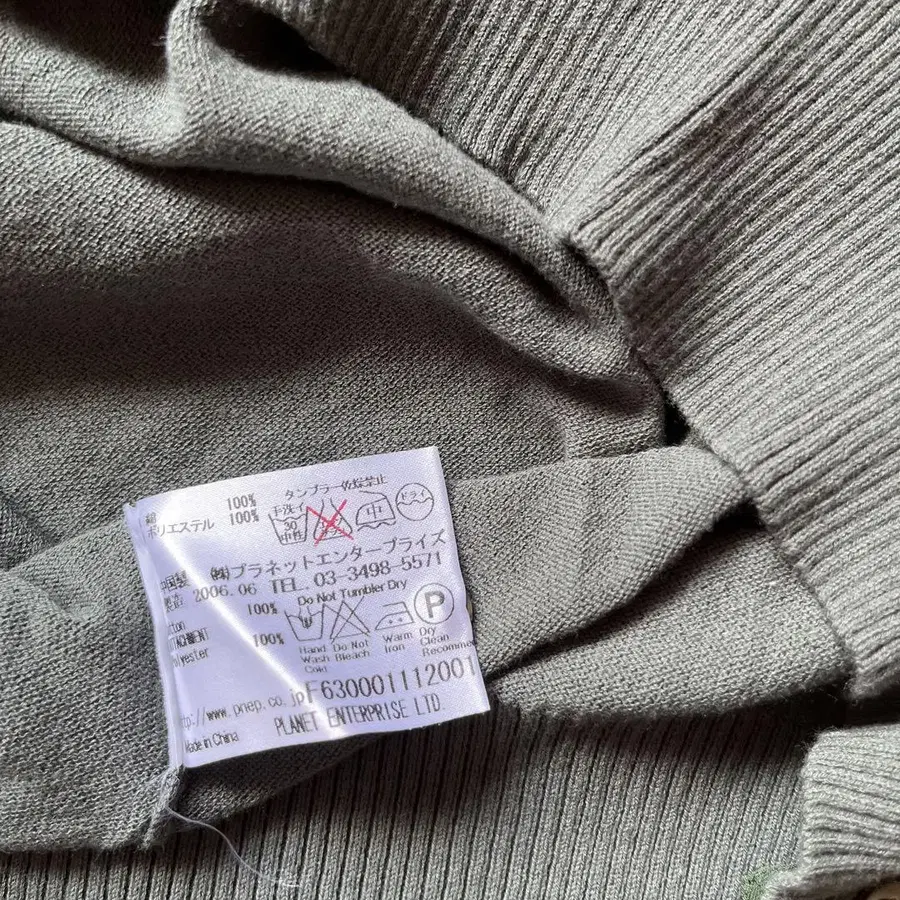 タンブラー乾燥禁止
綿 100%
ポリエステル 100%
手洗イ
30
中性
中
ドライ
中国製 ㈱プラネットエンタープライズ
製造 2006.06 TEL. 03-3498-5571
Do Not Tumbler Dry
100%
100%
Hand Wash Cold
Do Not Bleach
Warm Iron
P
Dry Clean
olyester
F630001112001
www.pnep.co.jp
Made in China
PLANET ENTERPRISE LTD.